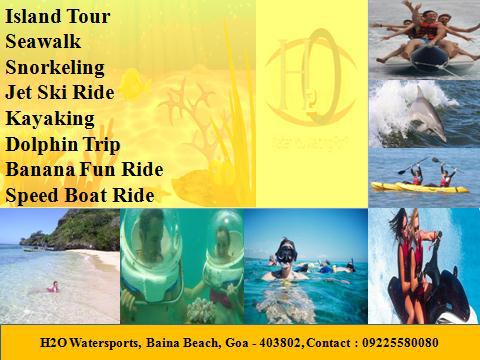 Island Tour
Seawalk
Snorkeling
Jet Ski Ride
Kayaking
Dolphin Trip
Banana Fun Ride
Speed Boat Ride
H2O
H2O Watersports, Baina Beach, Goa - 403802, Contact : 09225580080